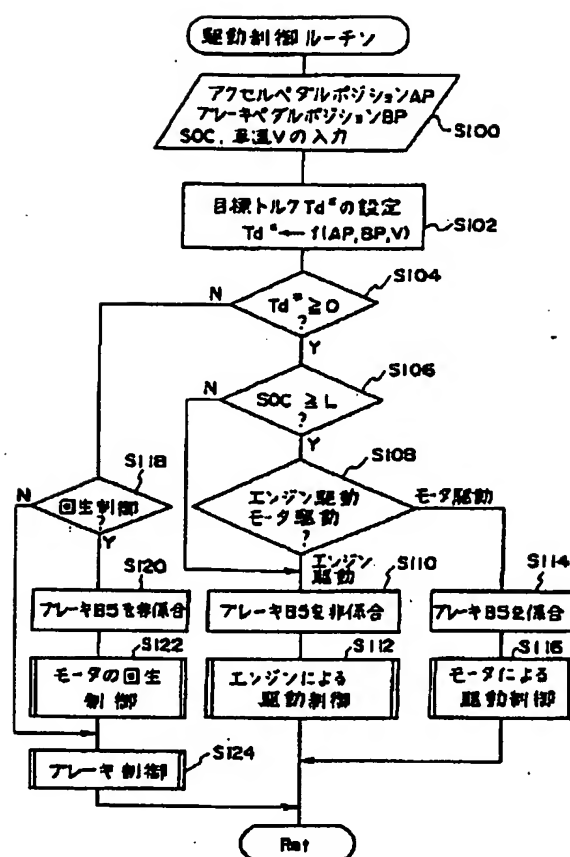 駆動制御ルーチン
アクセルペダルポジションAP
ブレーキペダルポジションBP
SOC, 車速Vの入力
S100
目標トルクTd*の設定
Td*← f(AP,BP,V)
S102
S104
N
Td*≧0
?
Y
S106
N
SOC ≧ L
?
Y
S108
エンジン駆動
モータ駆動
?
モータ駆動
エンジン
駆動
S118
N
回生制御
?
Y
S120
ブレーキB5を非係合
S110
ブレーキB5を非係合
S114
ブレーキB5を係合
S122
モータの回生
制御
S112
エンジンによる
駆動制御
S116
モータによる
駆動制御
S124
ブレーキ制御
Ret